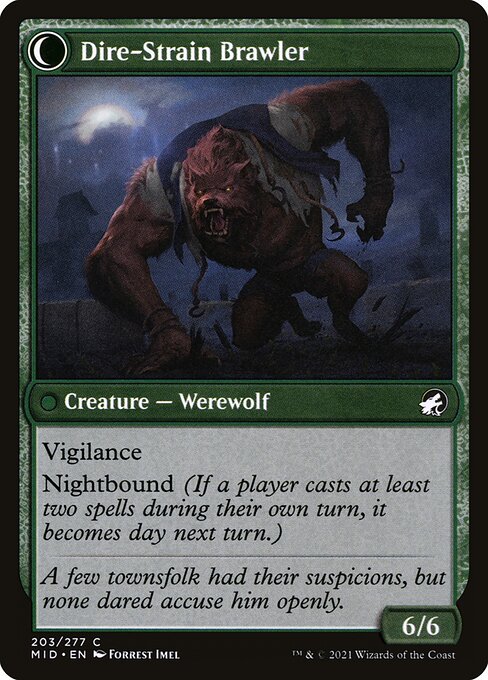 Dire-Strain Brawler
Creature — Werewolf
Vigilance
Nightbound (If a player casts at least
two spells during their own turn, it
becomes day next turn.)
A few townsfolk had their suspicions, but
none dared accuse him openly.
6/6
203/277 C
MID • EN Forrest Imel
™ & © 2021 Wizards of the Coast